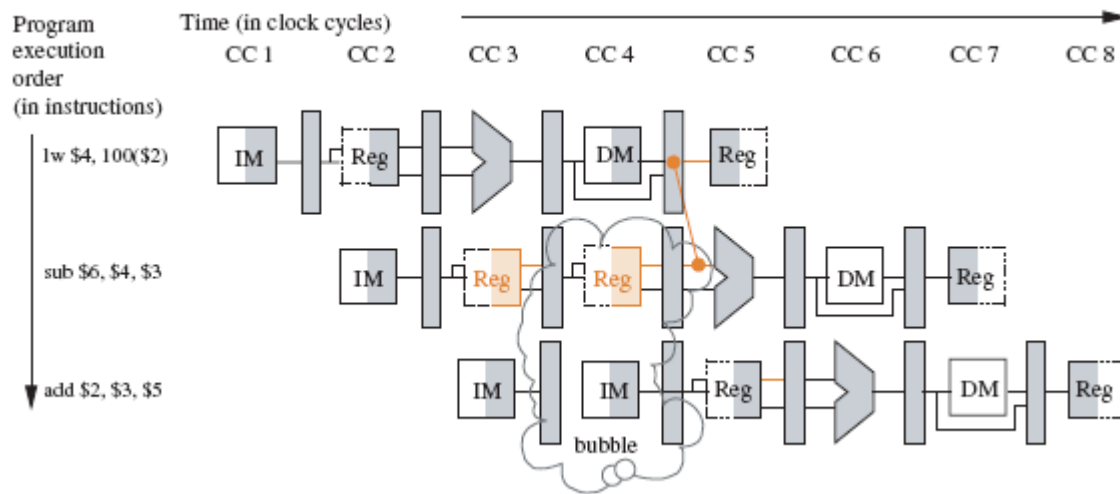 Program
execution
order
(in instructions)
Time (in clock cycles)
CC 1 CC 2 CC 3 CC 4 CC 5 CC 6 CC 7 CC 8
lw $4, 100($2)
IM Reg DM Reg
sub $6, $4, $3
IM Reg Reg DM Reg
add $2, $3, $5
IM IM Reg DM Reg
bubble